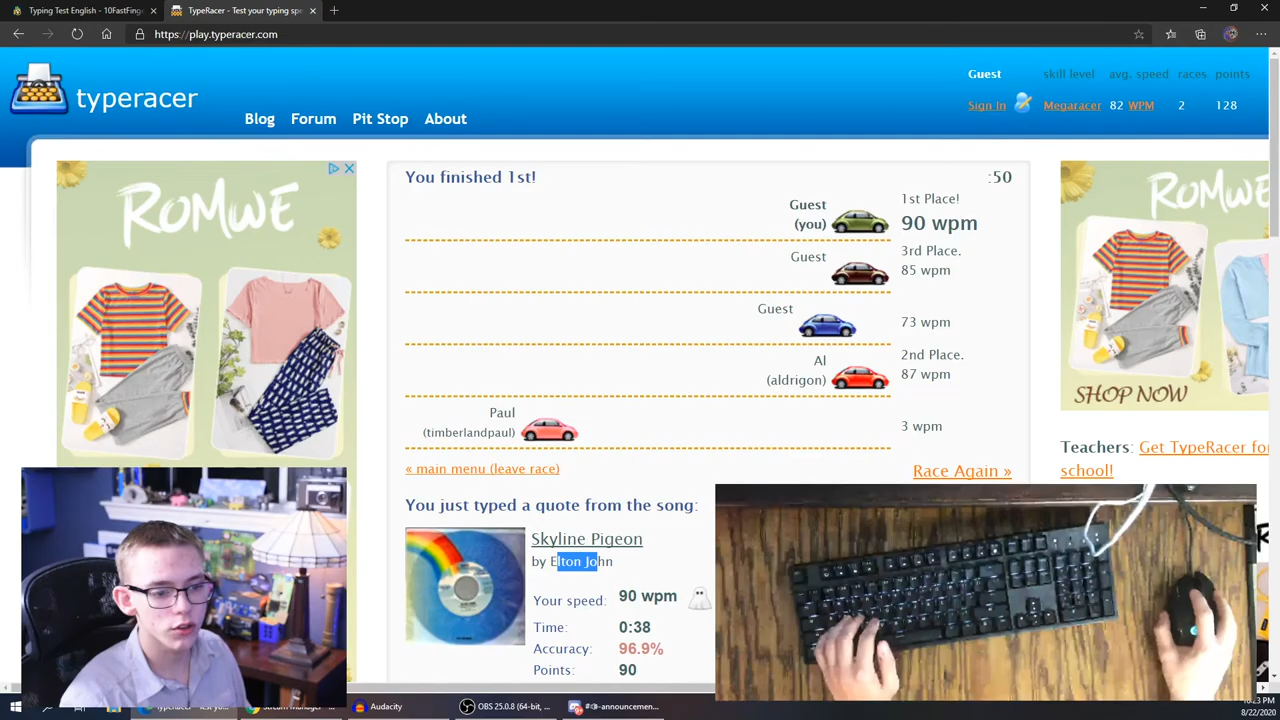 Typing Test English - 10FastFing
TypeRacer - Test your typing spe
https://play.typeracer.com
typeracer
Blog Forum Pit Stop About
Guest skill level avg. speed races points
Sign In Megaracer 82 WPM 2 128
ROMWE
SHOP NOW
You finished 1st! :50
Guest
(you)
1st Place!
90 wpm
Guest
3rd Place.
85 wpm
Guest
73 wpm
Al
(aldrigon)
2nd Place.
87 wpm
Paul
(timberlandpaul)
3 wpm
« main menu (leave race)
Race Again »
Teachers: Get TypeRacer for
school!
You just typed a quote from the song:
Skyline Pigeon
by Elton John
Your speed: 90 wpm
Time: 0:38
Accuracy: 96.9%
Points: 90
Audacity
OBS 25.0.8 (64-bit, ...
8/22/2020